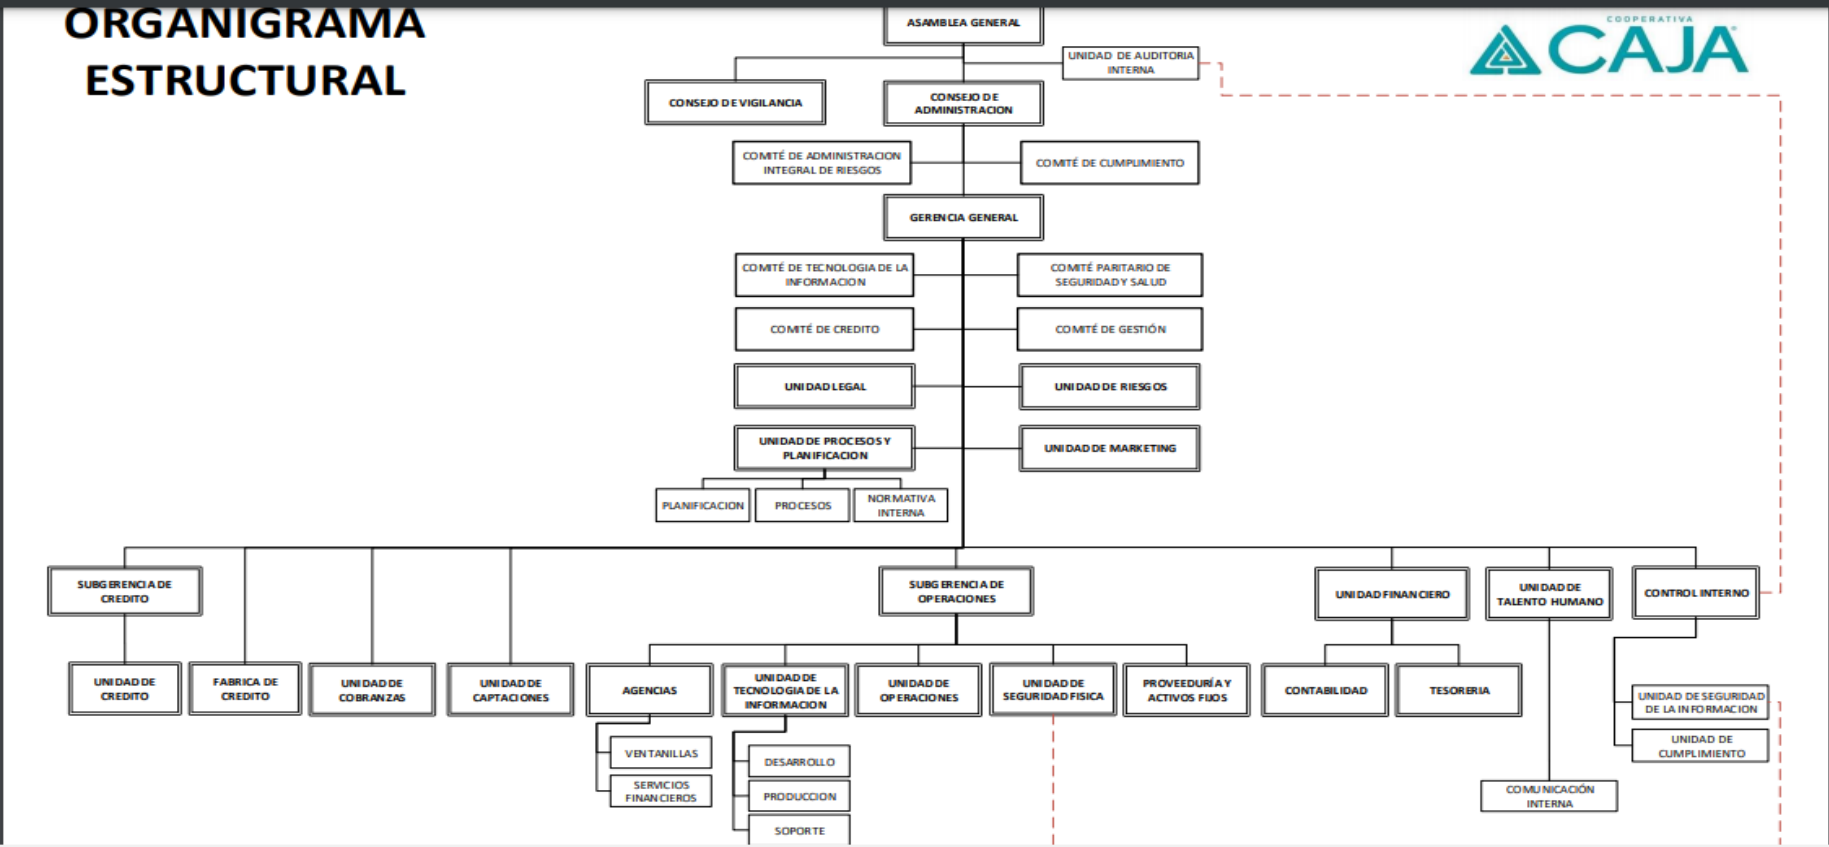 ORGANIGRAMA
ESTRUCTURAL
COOPERATIVA
CAJA
ASAMBLEA GENERAL
UNIDAD DE AUDITORIA
INTERNA
CONSEJO DE VIGILANCIA
CONSEJO DE
ADMINISTRACION
COMITÉ DE ADMINISTRACION
INTEGRAL DE RIESGOS
COMITÉ DE CUMPLIMIENTO
GERENCIA GENERAL
COMITÉ DE TECNOLOGIA DE LA
INFORMACION
COMITÉ PARITARIO DE
SEGURIDAD Y SALUD
COMITÉ DE CREDITO
COMITÉ DE GESTIÓN
UNIDAD LEGAL
UNIDAD DE RIESGOS
UNIDAD DE PROCESOS Y
PLANIFICACION
UNIDAD DE MARKETING
PLANIFICACION
PROCESOS
NORMATIVA
INTERNA
SUBGERENCIA DE
CREDITO
SUBGERENCIA DE
OPERACIONES
UNIDAD FINANCIERO
UNIDAD DE
TALENTO HUMANO
CONTROL INTERNO
UNIDAD DE
CREDITO
FABRICA DE
CREDITO
UNIDAD DE
COBRANZAS
UNIDAD DE
CAPTACIONES
AGENCIAS
UNIDAD DE
TECNOLOGIA DE LA
INFORMACION
UNIDAD DE
OPERACIONES
UNIDAD DE
SEGURIDAD FISICA
PROVEEDURÍA Y
ACTIVOS FIJOS
CONTABILIDAD
TESORERIA
UNIDAD DE SEGURIDAD
DE LA INFORMACION
UNIDAD DE
CUMPLIMIENTO
VENTANILLAS
SERVICIOS
FINANCIEROS
DESARROLLO
PRODUCCION
SOPORTE
COMUNICACIÓN
INTERNA